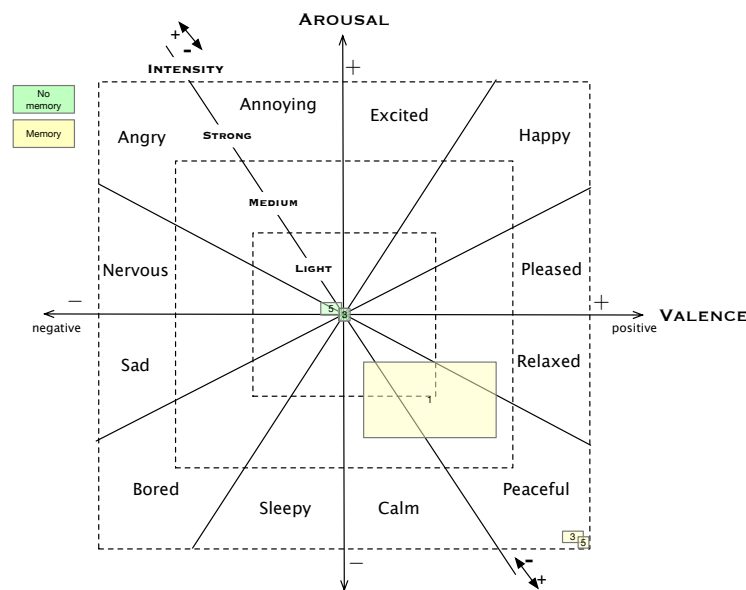 AROUSAL
+
-
+
INTENSITY
No
memory
Memory
Annoying
Excited
Angry
STRONG
Happy
MEDIUM
Nervous
LIGHT
Pleased
5
3
−
+
negative
positive
VALENCE
Sad
Relaxed
1
Bored
Peaceful
Sleepy
Calm
3
5
−
-
+